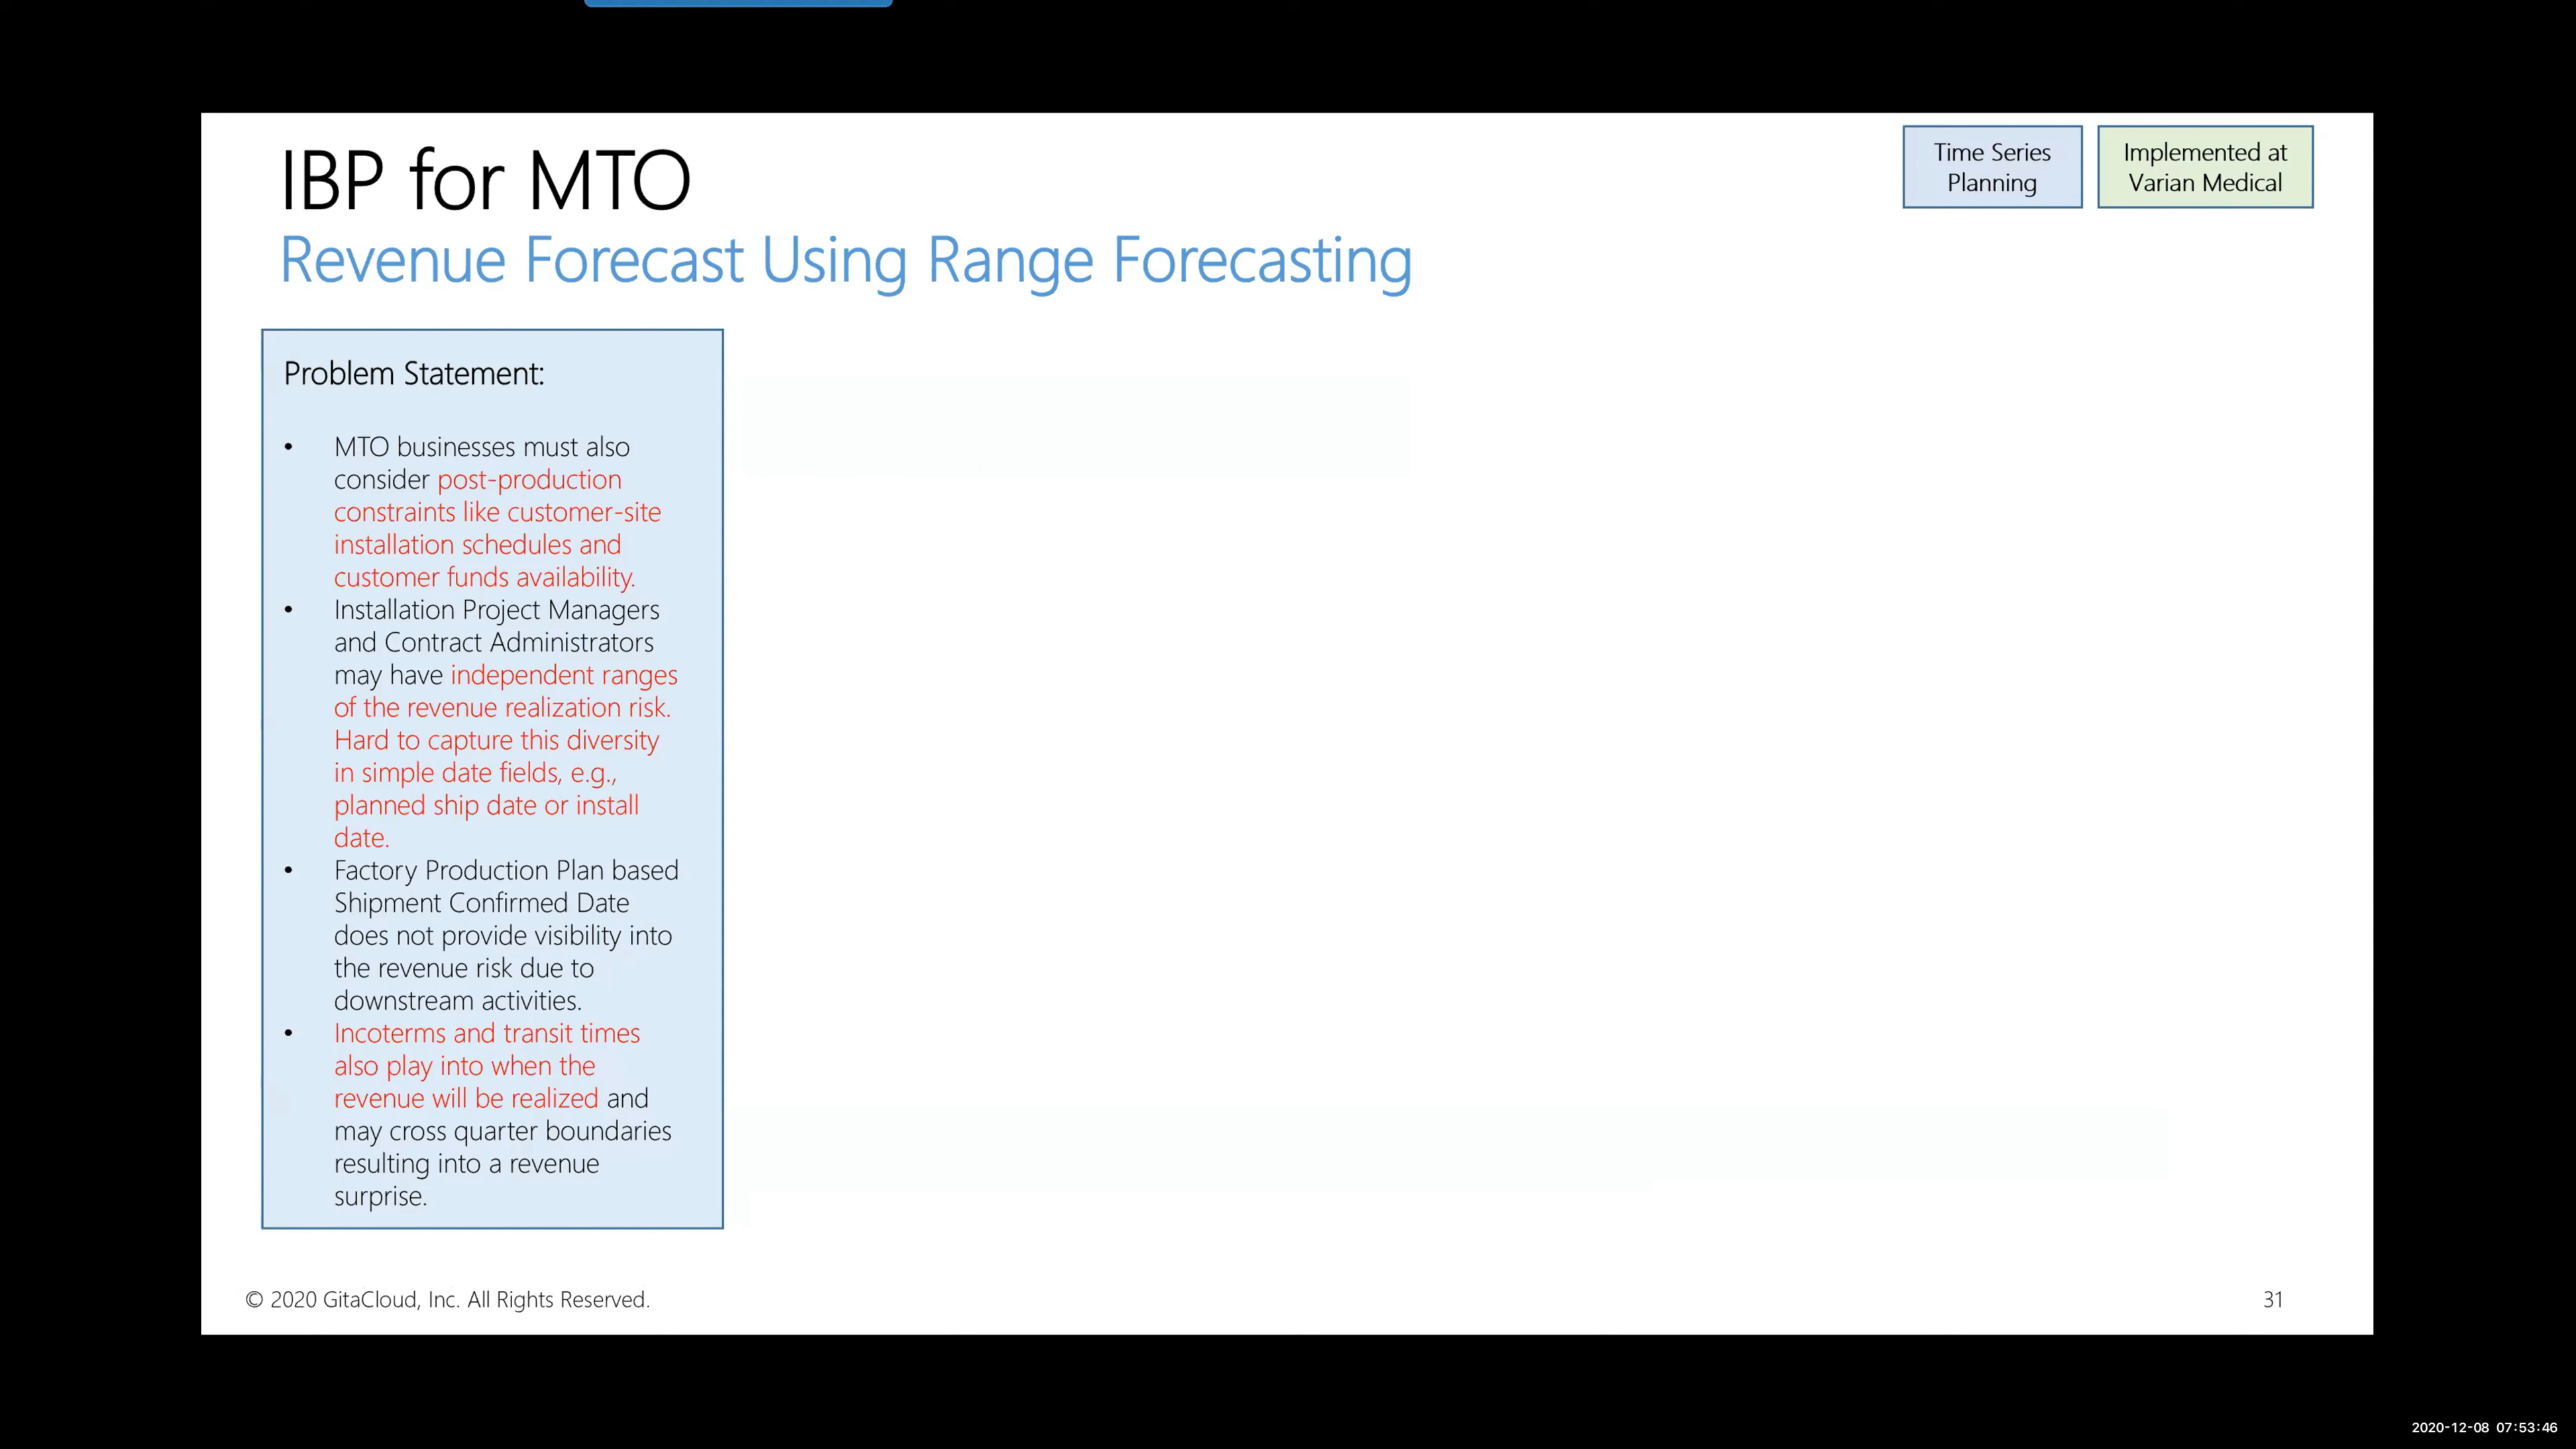 IBP for MTO
Revenue Forecast Using Range Forecasting
Time Series
Planning
Implemented at
Varian Medical
Problem Statement:
• MTO businesses must also
consider post-production
constraints like customer-site
installation schedules and
customer funds availability.
• Installation Project Managers
and Contract Administrators
may have independent ranges
of the revenue realization risk.
Hard to capture this diversity
in simple date fields, e.g.,
planned ship date or install
date.
• Factory Production Plan based
Shipment Confirmed Date
does not provide visibility into
the revenue risk due to
downstream activities.
• Incoterms and transit times
also play into when the
revenue will be realized and
may cross quarter boundaries
resulting into a revenue
surprise.
© 2020 GitaCloud, Inc. All Rights Reserved.
31
2020-12-08 07:53:46